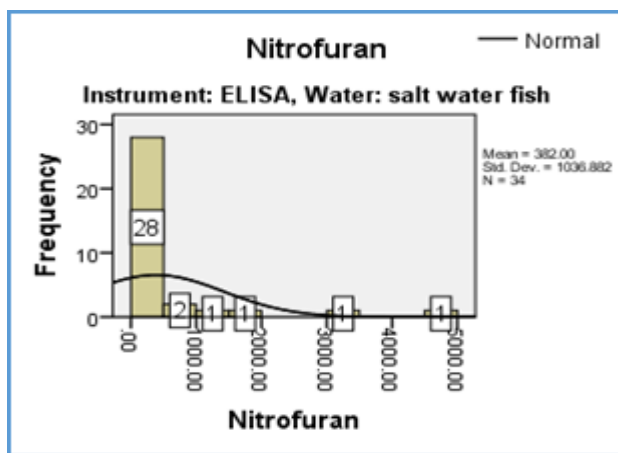 Nitrofuran
Normal
Instrument: ELISA, Water: salt water fish
Mean = 382.00
Std. Dev. = 1036.882
N = 34
Frequency
30
20
10
0
28
2
1
1
1
1
.00
1000.00
2000.00
3000.00
4000.00
5000.00
Nitrofuran